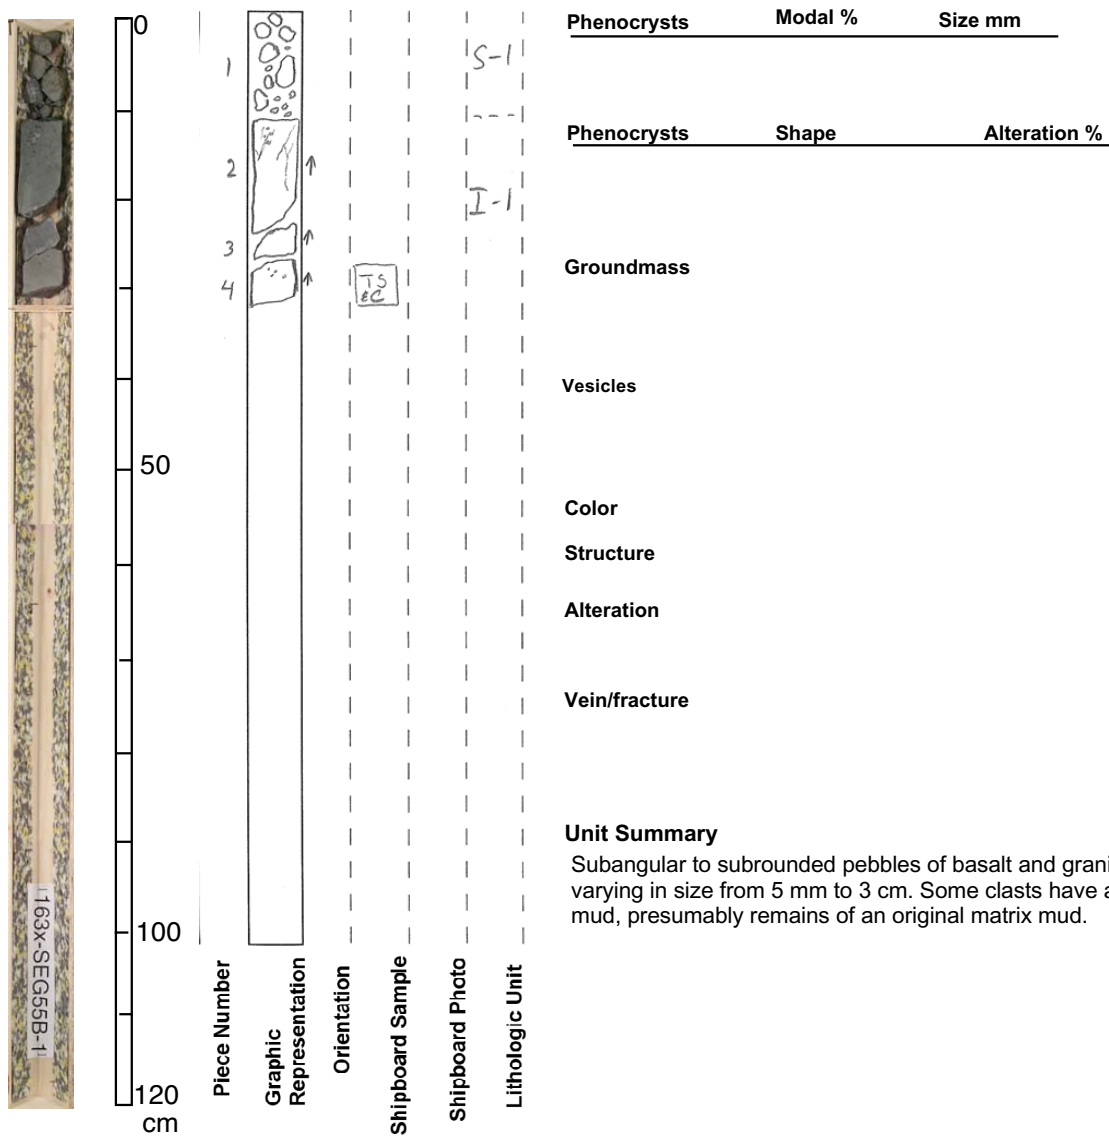 0
50
100
120
cm
1163x-SEG55B-1
1
2
3
4
TS
&C
S-1
I-1
Piece Number
Graphic
Representation
Orientation
Shipboard Sample
Shipboard Photo
Lithologic Unit
Phenocrysts Modal % Size mm
Phenocrysts Shape Alteration %
Groundmass
Vesicles
Color
Structure
Alteration
Vein/fracture
Unit Summary
Subangular to subrounded pebbles of basalt and grani
varying in size from 5 mm to 3 cm. Some clasts have a
mud, presumably remains of an original matrix mud.